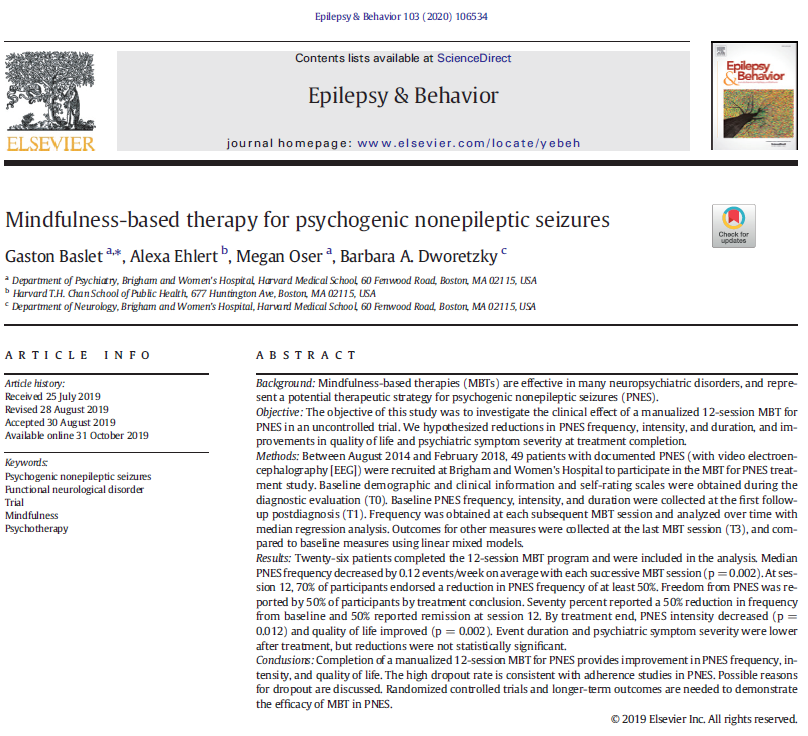 Epilepsy & Behavior 103 (2020) 106534
Contents lists available at ScienceDirect
Epilepsy & Behavior
journal homepage: www.elsevier.com/locate/yebeh
ELSEVIER
Epilepsy
&Behavior
Mindfulness-based therapy for psychogenic nonepileptic seizures
Check for
updates
Gaston Baslet a,*, Alexa Ehlert b, Megan Oser a, Barbara A. Dworetzky c
a Department of Psychiatry, Brigham and Women's Hospital, Harvard Medical School, 60 Fenwood Road, Boston, MA 02115, USA
b Harvard T.H. Chan School of Public Health, 677 Huntington Ave, Boston, MA 02115, USA
c Department of Neurology, Brigham and Women's Hospital, Harvard Medical School, 60 Fenwood Road, Boston, MA 02115, USA
ARTICLE INFO
Article history:
Received 25 July 2019
Revised 28 August 2019
Accepted 30 August 2019
Available online 31 October 2019
Keywords:
Psychogenic nonepileptic seizures
Functional neurological disorder
Trial
Mindfulness
Psychotherapy
ABSTRACT
Background: Mindfulness-based therapies (MBTs) are effective in many neuropsychiatric disorders, and repre-
sent a potential therapeutic strategy for psychogenic nonepileptic seizures (PNES).
Objective: The objective of this study was to investigate the clinical effect of a manualized 12-session MBT for
PNES in an uncontrolled trial. We hypothesized reductions in PNES frequency, intensity, and duration, and im-
provements in quality of life and psychiatric symptom severity at treatment completion.
Methods: Between August 2014 and February 2018, 49 patients with documented PNES (with video electroen-
cephalography [EEG]) were recruited at Brigham and Women's Hospital to participate in the MBT for PNES treat-
ment study. Baseline demographic and clinical information and self-rating scales were obtained during the
diagnostic evaluation (T0). Baseline PNES frequency, intensity, and duration were collected at the first follow-
up postdiagnosis (T1). Frequency was obtained at each subsequent MBT session and analyzed over time with
median regression analysis. Outcomes for other measures were collected at the last MBT session (T3), and com-
pared to baseline measures using linear mixed models.
Results: Twenty-six patients completed the 12-session MBT program and were included in the analysis. Median
PNES frequency decreased by 0.12 events/week on average with each successive MBT session (p = 0.002). At ses-
sion 12, 70% of participants endorsed a reduction in PNES frequency of at least 50%. Freedom from PNES was re-
ported by 50% of participants by treatment conclusion. Seventy percent reported a 50% reduction in frequency
from baseline and 50% reported remission at session 12. By treatment end, PNES intensity decreased (p =
0.012) and quality of life improved (p = 0.002). Event duration and psychiatric symptom severity were lower
after treatment, but reductions were not statistically significant.
Conclusions: Completion of a manualized 12-session MBT for PNES provides improvement in PNES frequency, in-
tensity, and quality of life. The high dropout rate is consistent with adherence studies in PNES. Possible reasons
for dropout are discussed. Randomized controlled trials and longer-term outcomes are needed to demonstrate
the efficacy of MBT in PNES.
© 2019 Elsevier Inc. All rights reserved.